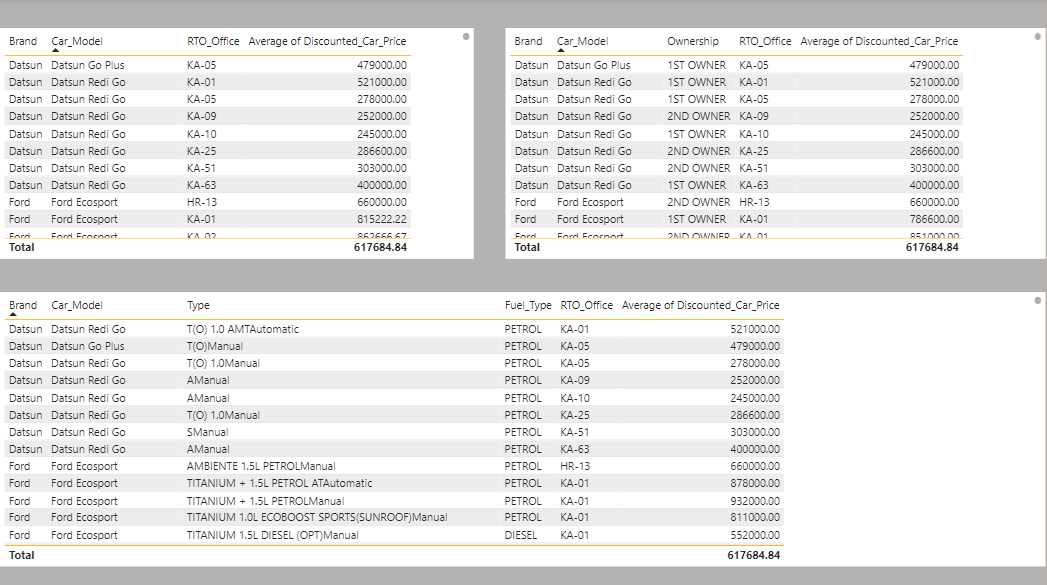 Brand Car_Model RTO_Office Average of Discounted_Car_Price
Datsun Datsun Go Plus KA-05 479000.00
Datsun Datsun Redi Go KA-01 521000.00
Datsun Datsun Redi Go KA-05 278000.00
Datsun Datsun Redi Go KA-09 252000.00
Datsun Datsun Redi Go KA-10 245000.00
Datsun Datsun Redi Go KA-25 286600.00
Datsun Datsun Redi Go KA-51 303000.00
Datsun Datsun Redi Go KA-63 400000.00
Ford Ford Ecosport HR-13 660000.00
Ford Ford Ecosport KA-01 815222.22
Ford Ford Ecosport KA-02 862666.67
Total 617684.84
Brand Car_Model Ownership RTO_Office Average of Discounted_Car_Price
Datsun Datsun Go Plus 1ST OWNER KA-05 479000.00
Datsun Datsun Redi Go 1ST OWNER KA-01 521000.00
Datsun Datsun Redi Go 1ST OWNER KA-05 278000.00
Datsun Datsun Redi Go 2ND OWNER KA-09 252000.00
Datsun Datsun Redi Go 1ST OWNER KA-10 245000.00
Datsun Datsun Redi Go 2ND OWNER KA-25 286600.00
Datsun Datsun Redi Go 2ND OWNER KA-51 303000.00
Datsun Datsun Redi Go 1ST OWNER KA-63 400000.00
Ford Ford Ecosport 2ND OWNER HR-13 660000.00
Ford Ford Ecosport 1ST OWNER KA-01 786600.00
Ford Ford Ecosport 2ND OWNER KA-01 851000.00
Total 617684.84
Brand Car_Model Type Fuel_Type RTO_Office Average of Discounted_Car_Price
Datsun Datsun Redi Go T(O) 1.0 AMTAutomatic PETROL KA-01 521000.00
Datsun Datsun Go Plus T(O)Manual PETROL KA-05 479000.00
Datsun Datsun Redi Go T(O) 1.0Manual PETROL KA-05 278000.00
Datsun Datsun Redi Go AManual PETROL KA-09 252000.00
Datsun Datsun Redi Go AManual PETROL KA-10 245000.00
Datsun Datsun Redi Go T(O) 1.0Manual PETROL KA-25 286600.00
Datsun Datsun Redi Go SManual PETROL KA-51 303000.00
Datsun Datsun Redi Go AManual PETROL KA-63 400000.00
Ford Ford Ecosport AMBIENTE 1.5L PETROLManual PETROL HR-13 660000.00
Ford Ford Ecosport TITANIUM + 1.5L PETROL ATAutomatic PETROL KA-01 878000.00
Ford Ford Ecosport TITANIUM + 1.5L PETROLManual PETROL KA-01 932000.00
Ford Ford Ecosport TITANIUM 1.0L ECOBOOST SPORTS(SUNROOF)Manual PETROL KA-01 811000.00
Ford Ford Ecosport TITANIUM 1.5L DIESEL (OPT)Manual DIESEL KA-01 552000.00
Total 617684.84